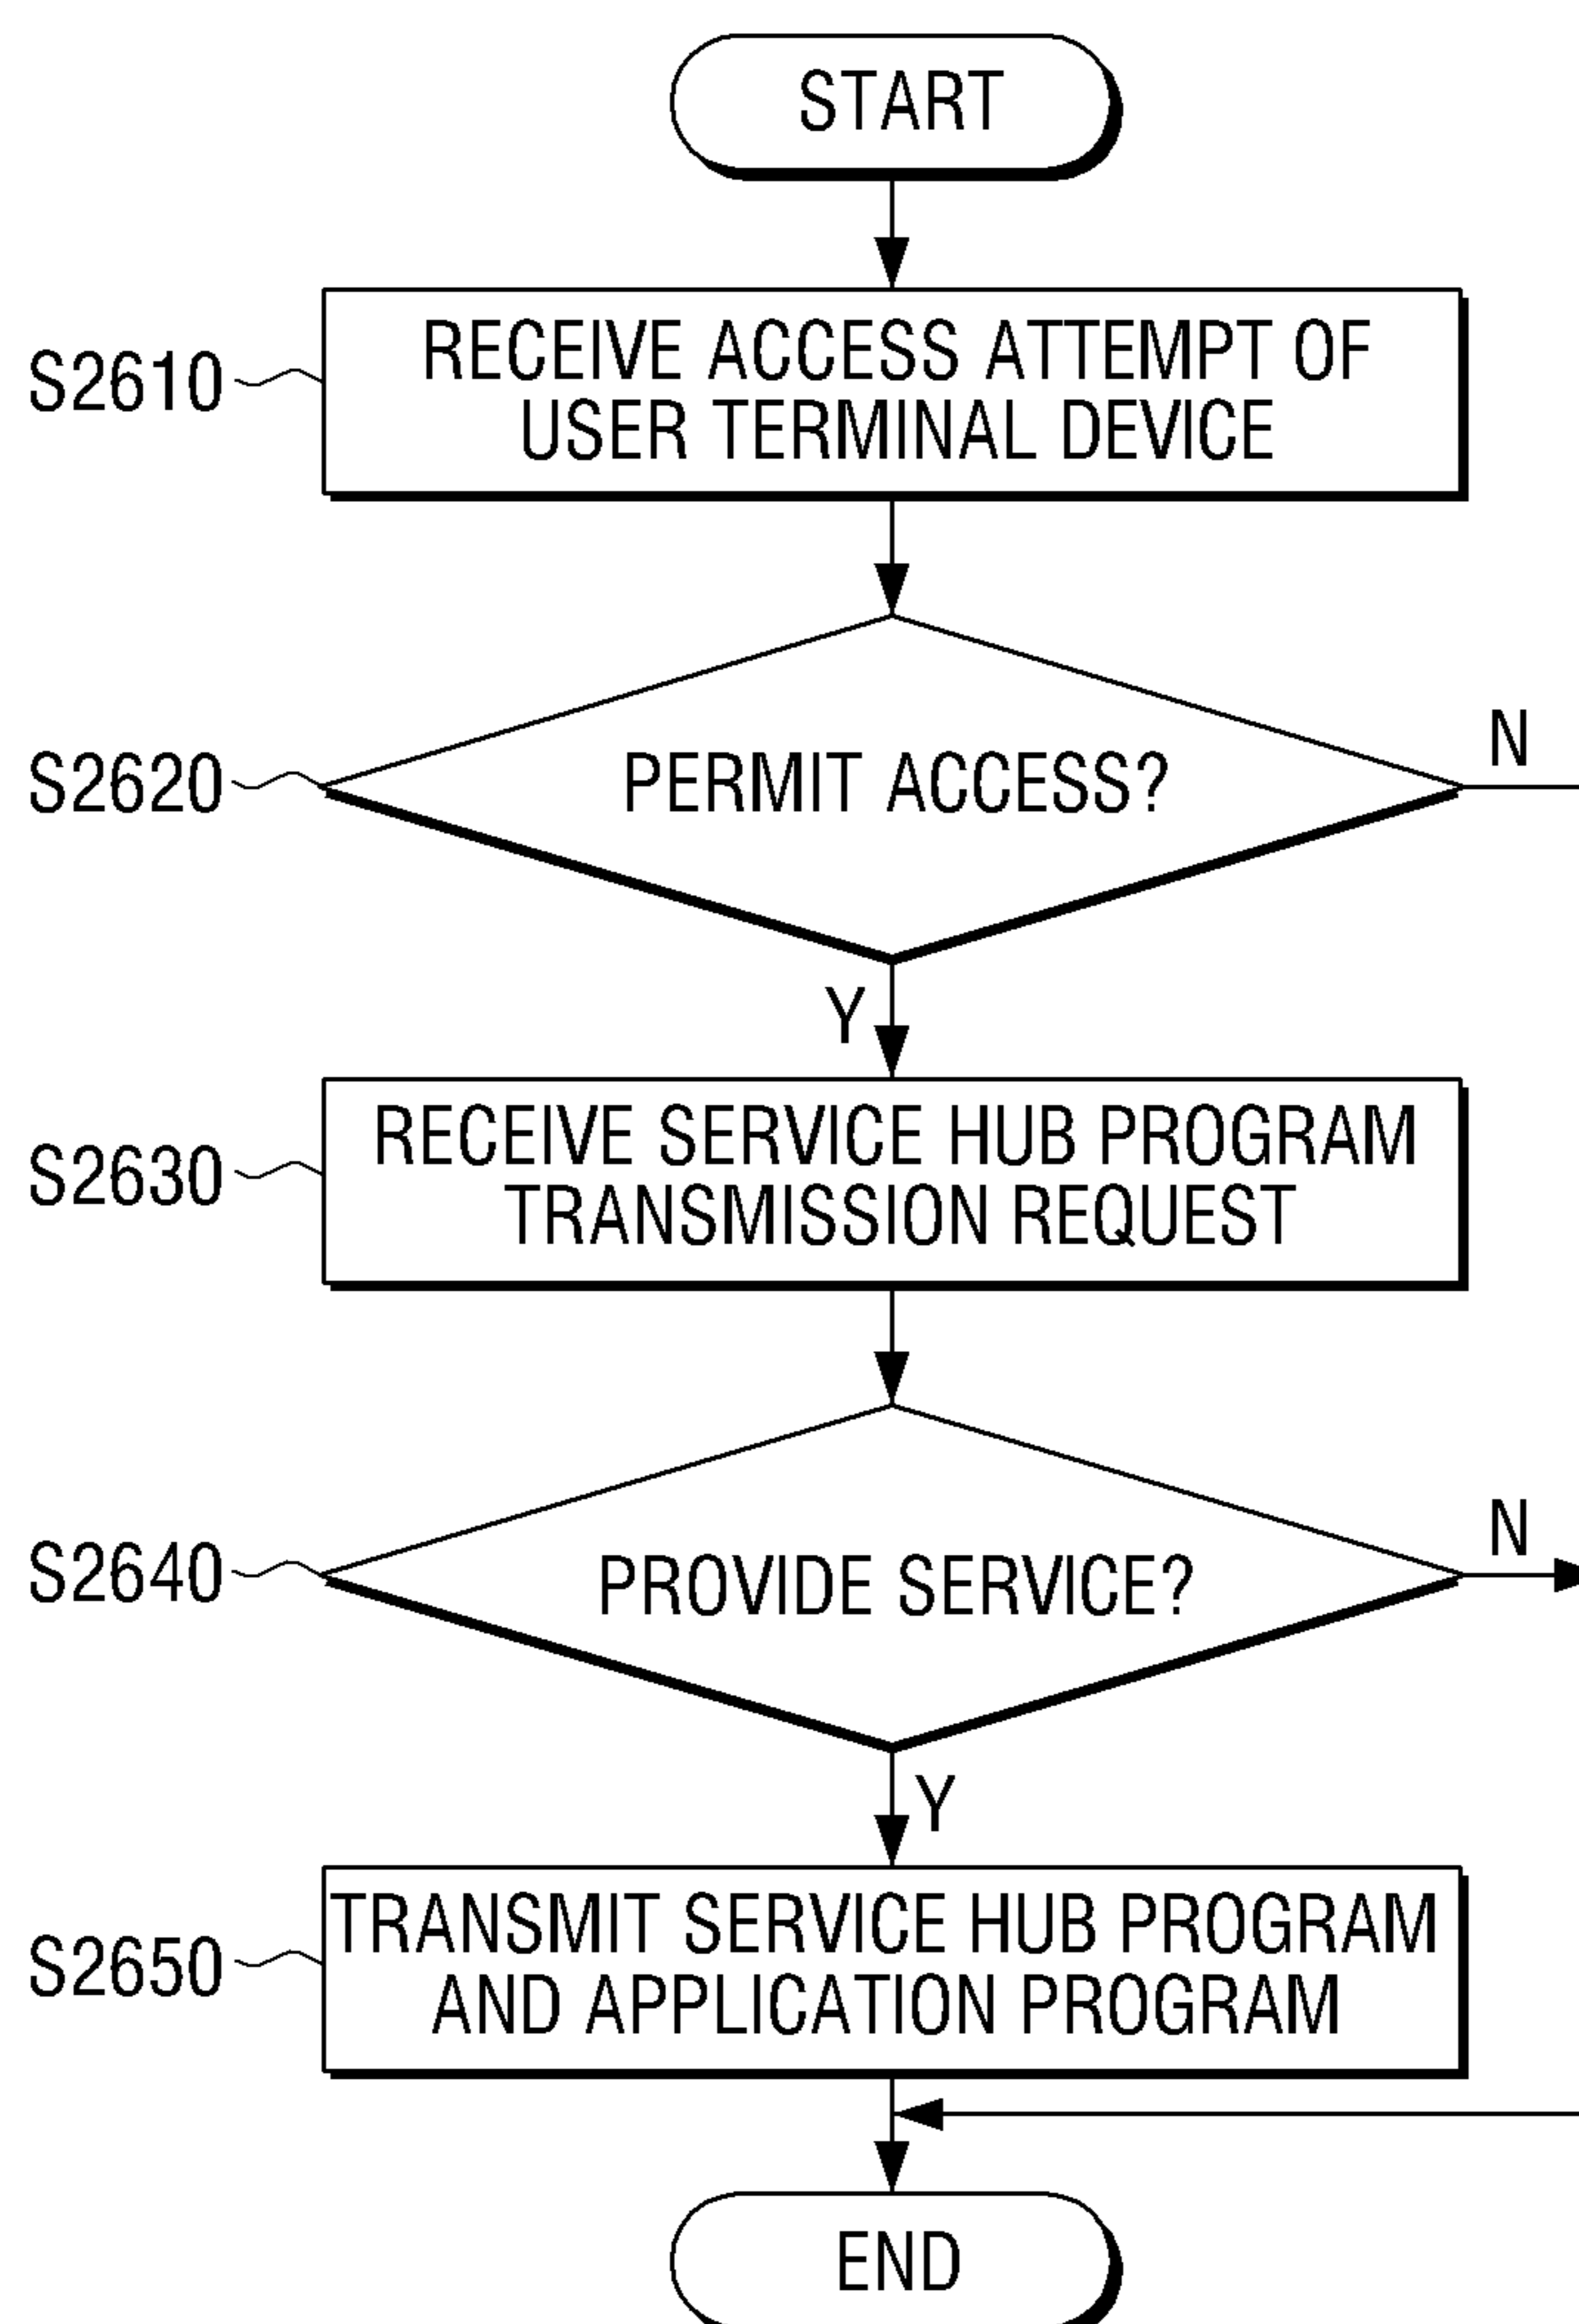 START
S2610
RECEIVE ACCESS ATTEMPT OF
USER TERMINAL DEVICE
S2620
PERMIT ACCESS?
N
Y
S2630
RECEIVE SERVICE HUB PROGRAM
TRANSMISSION REQUEST
S2640
PROVIDE SERVICE?
N
Y
S2650
TRANSMIT SERVICE HUB PROGRAM
AND APPLICATION PROGRAM
END